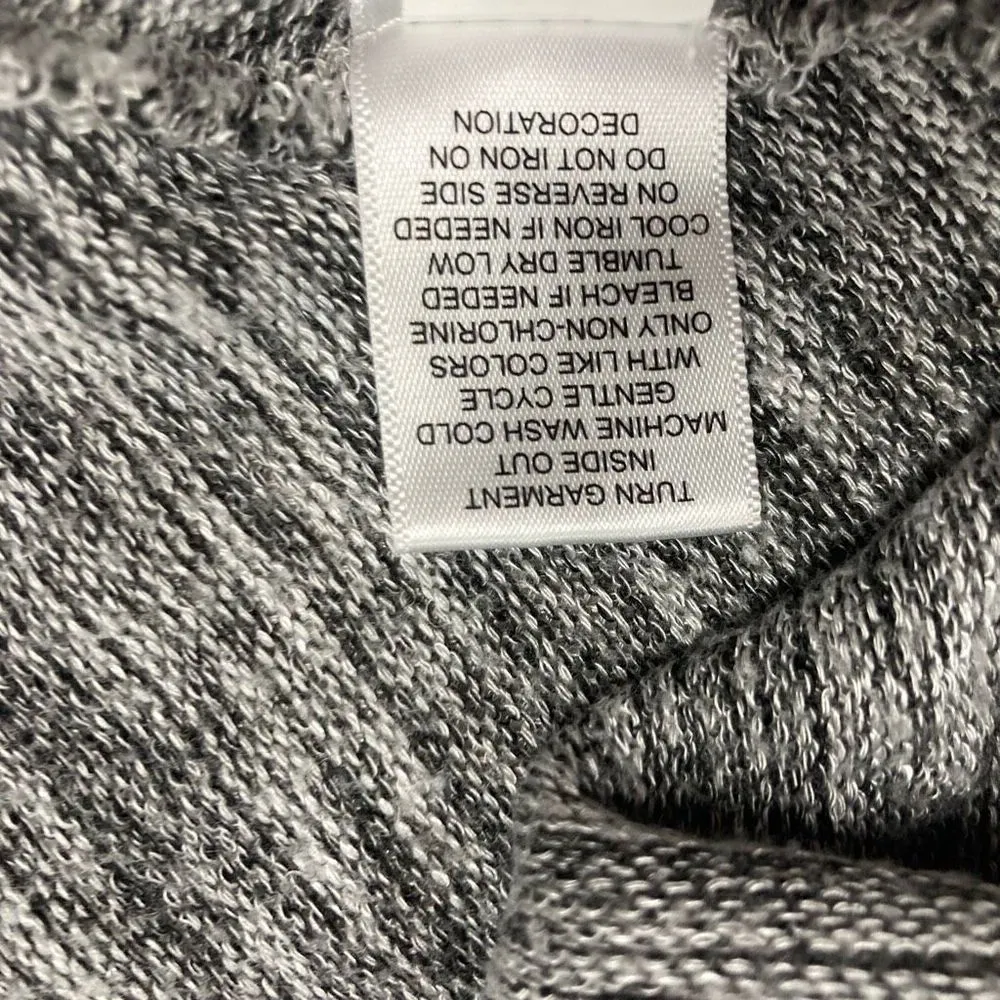 TURN GARMENT
INSIDE OUT
MACHINE WASH COLD
GENTLE CYCLE
WITH LIKE COLORS
ONLY NON-CHLORINE
BLEACH IF NEEDED
TUMBLE DRY LOW
COOL IRON IF NEEDED
ON REVERSE SIDE
DO NOT IRON ON
DECORATION